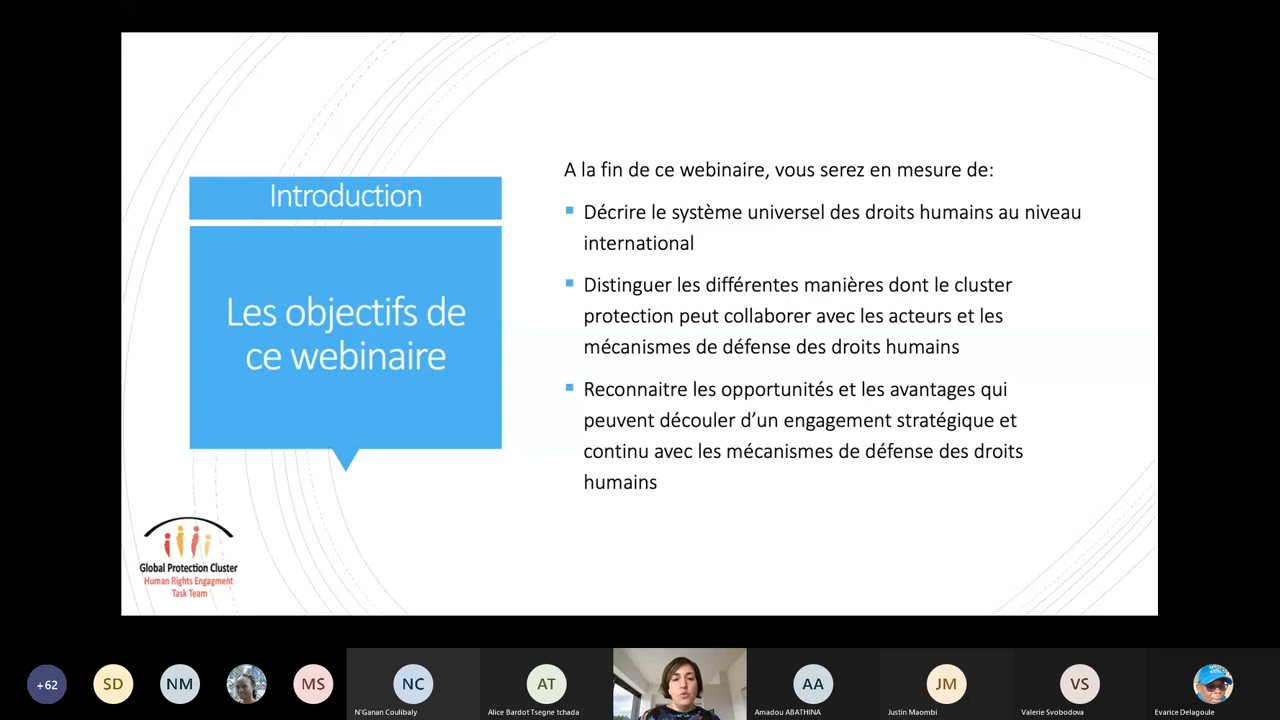 Introduction
Les objectifs de
ce webinaire
A la fin de ce webinaire, vous serez en mesure de:
Décrire le système universel des droits humains au niveau
international
Distinguer les différentes manières dont le cluster
protection peut collaborer avec les acteurs et les
mécanismes de défense des droits humains
Reconnaitre les opportunités et les avantages qui
peuvent découler d’un engagement stratégique et
continu avec les mécanismes de défense des droits
humains
Global Protection Cluster
Human Rights Engagment
Task Team
+62
SD
NM
MS
NC
N'Ganan Coulibaly
AT
Alice Bardot Tsegne tchada
AA
Amadou ABATHINA
JM
Justin Maombi
VS
Valerie Svobodova
Evarice Delagoule